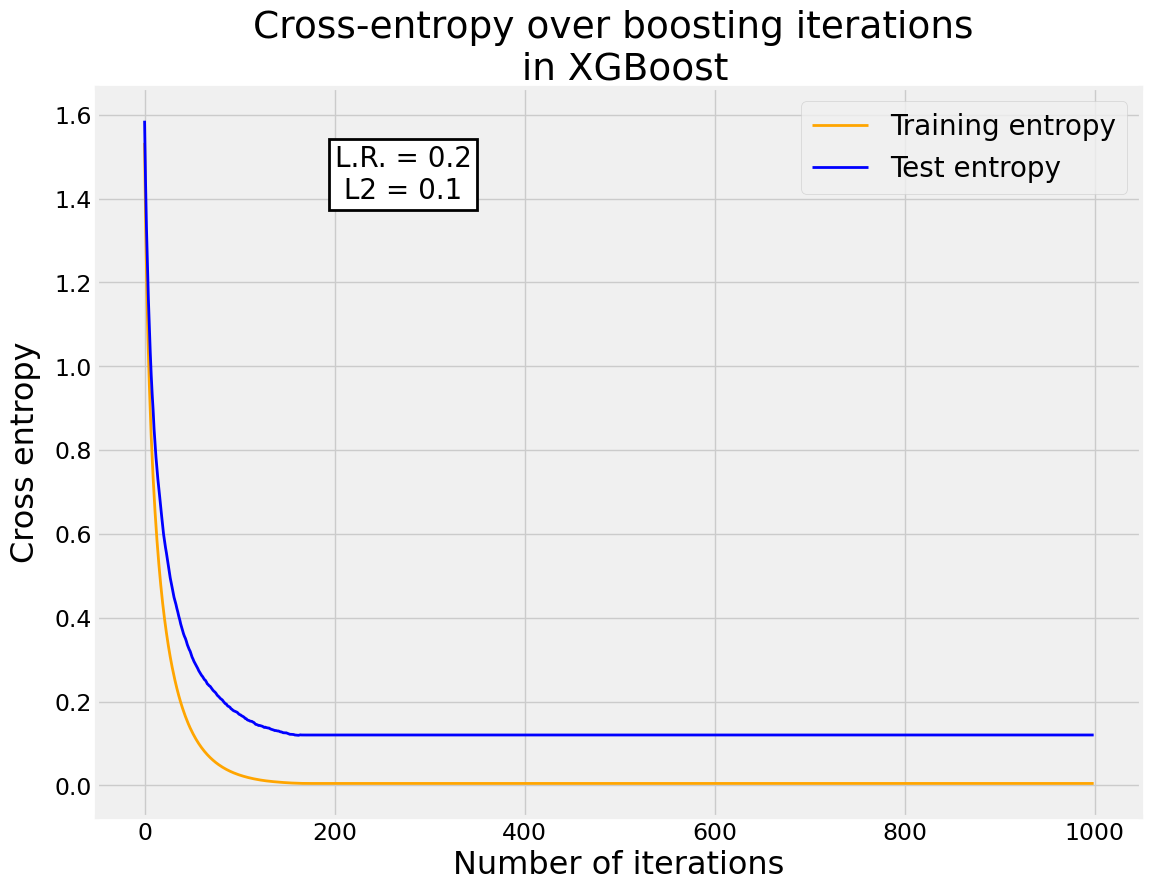 Cross-entropy over boosting iterations
in XGBoost
Training entropy
Test entropy
L.R. = 0.2
L2 = 0.1
Cross entropy
1.6
1.4
1.2
1.0
0.8
0.6
0.4
0.2
0.0
0
200
400
600
800
1000
Number of iterations